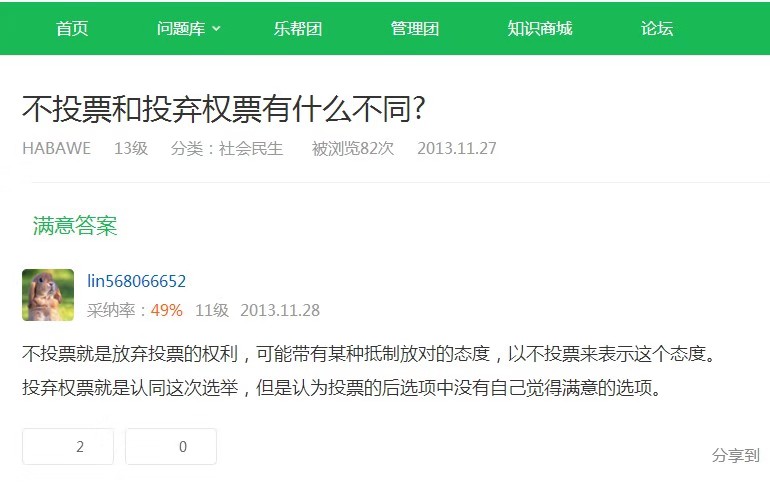 首页 问题库 乐帮团 管理团 知识商城 论坛
不投票和投弃权票有什么不同?
HABAWE 13级 分类：社会民生 被浏览82次 2013.11.27
满意答案
lin568066652
采纳率：49% 11级 2013.11.28
不投票就是放弃投票的权利，可能带有某种抵制放对的态度，以不投票来表示这个态度。
投弃权票就是认同这次选举，但是认为投票的后选项中没有自己觉得满意的选项。
2 0
分享到